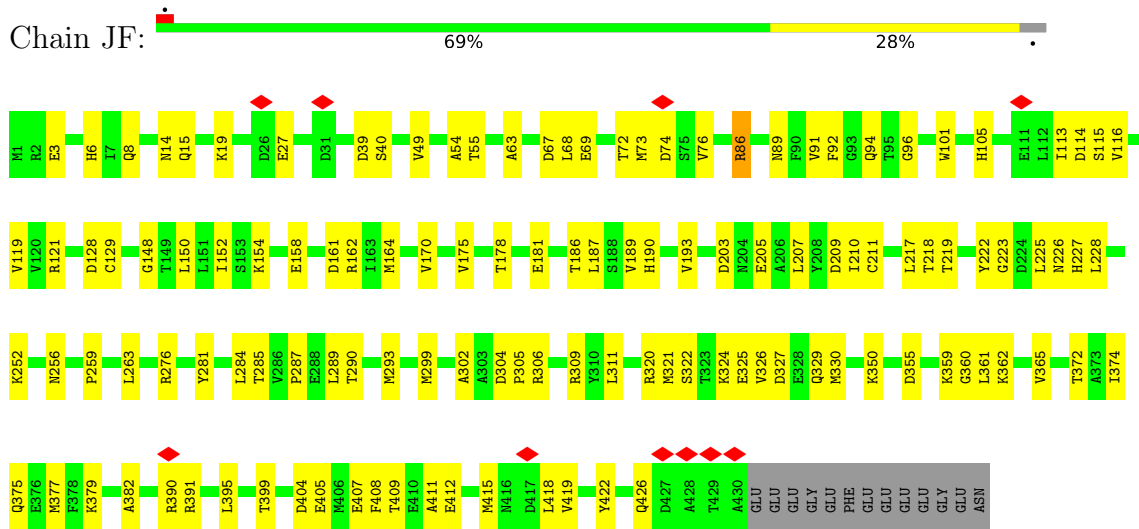 Chain JF:
69% 28%
M1 R2 E3 H6 I7 Q8 N14 Q15 K19 D26 E27 D31 D39 S40 V49 A54 T55 A63 D67 L68 E69 T72 M73 D74 S75 V76 R86 N89 F90 V91 F92 G93 Q94 T95 G96 W101 H105 E111 L112 I113 D114 S115 V116
V119 V120 R121 D128 C129 G148 T149 L150 L151 I152 S153 K154 E158 D161 R162 I163 M164 V170 V175 T178 E181 T186 L187 S188 V189 H190 V193 D203 N204 E205 A206 L207 Y208 D209 I210 C211 L217 T218 T219 Y222 G223 D224 L225 N226 H227 L228
K252 N256 P259 L263 R276 Y281 L284 T285 V286 P287 E288 L289 T290 M293 M299 A302 A303 D304 P305 R306 R309 Y310 L311 R320 M321 S322 T323 K324 E325 V326 D327 E328 Q329 M330 K350 D355 K359 G360 L361 K362 V365 T372 A373 I374
Q375 E376 M377 F378 K379 A382 R390 R391 L395 T399 D404 E405 M406 E407 F408 T409 E410 A411 E412 M415 N416 D417 L418 V419 Y422 Q426 D427 A428 T429 A430 GLU GLU GLU GLY GLU PHE GLU GLU GLU GLU GLY GLU ASN